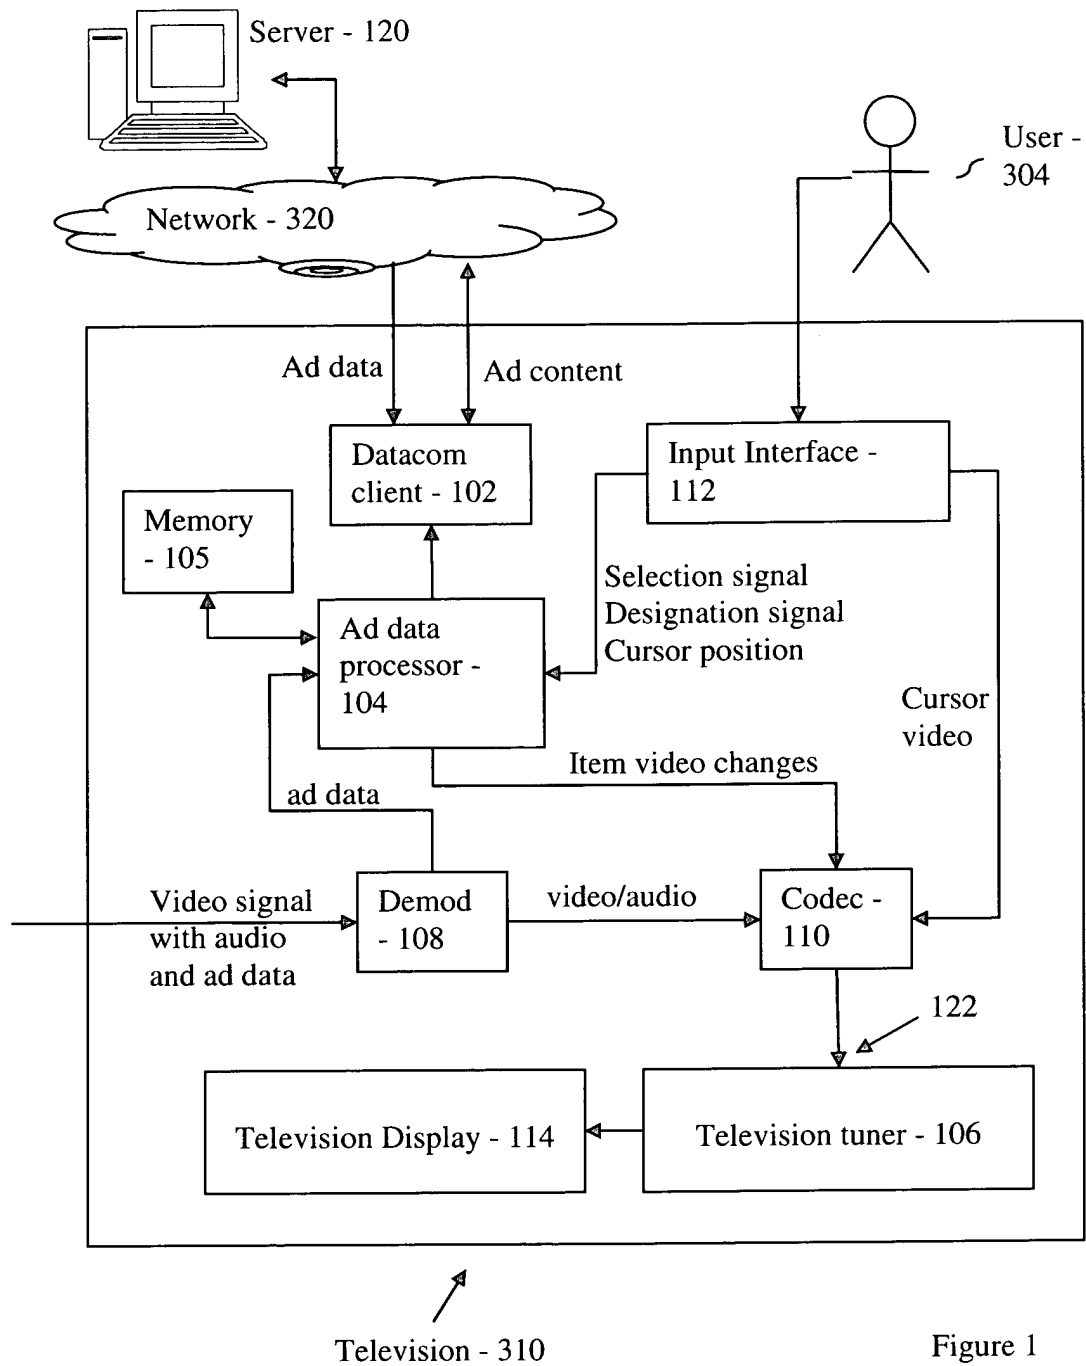 Server - 120
User -
304
Network - 320
Ad data
Ad content
Datacom
client - 102
Input Interface -
112
Memory
- 105
Selection signal
Designation signal
Cursor position
Ad data
processor -
104
Cursor
video
Item video changes
ad data
Video signal
with audio
and ad data
Demod
- 108
video/audio
Codec -
110
122
Television Display - 114
Television tuner - 106
Television - 310
Figure 1